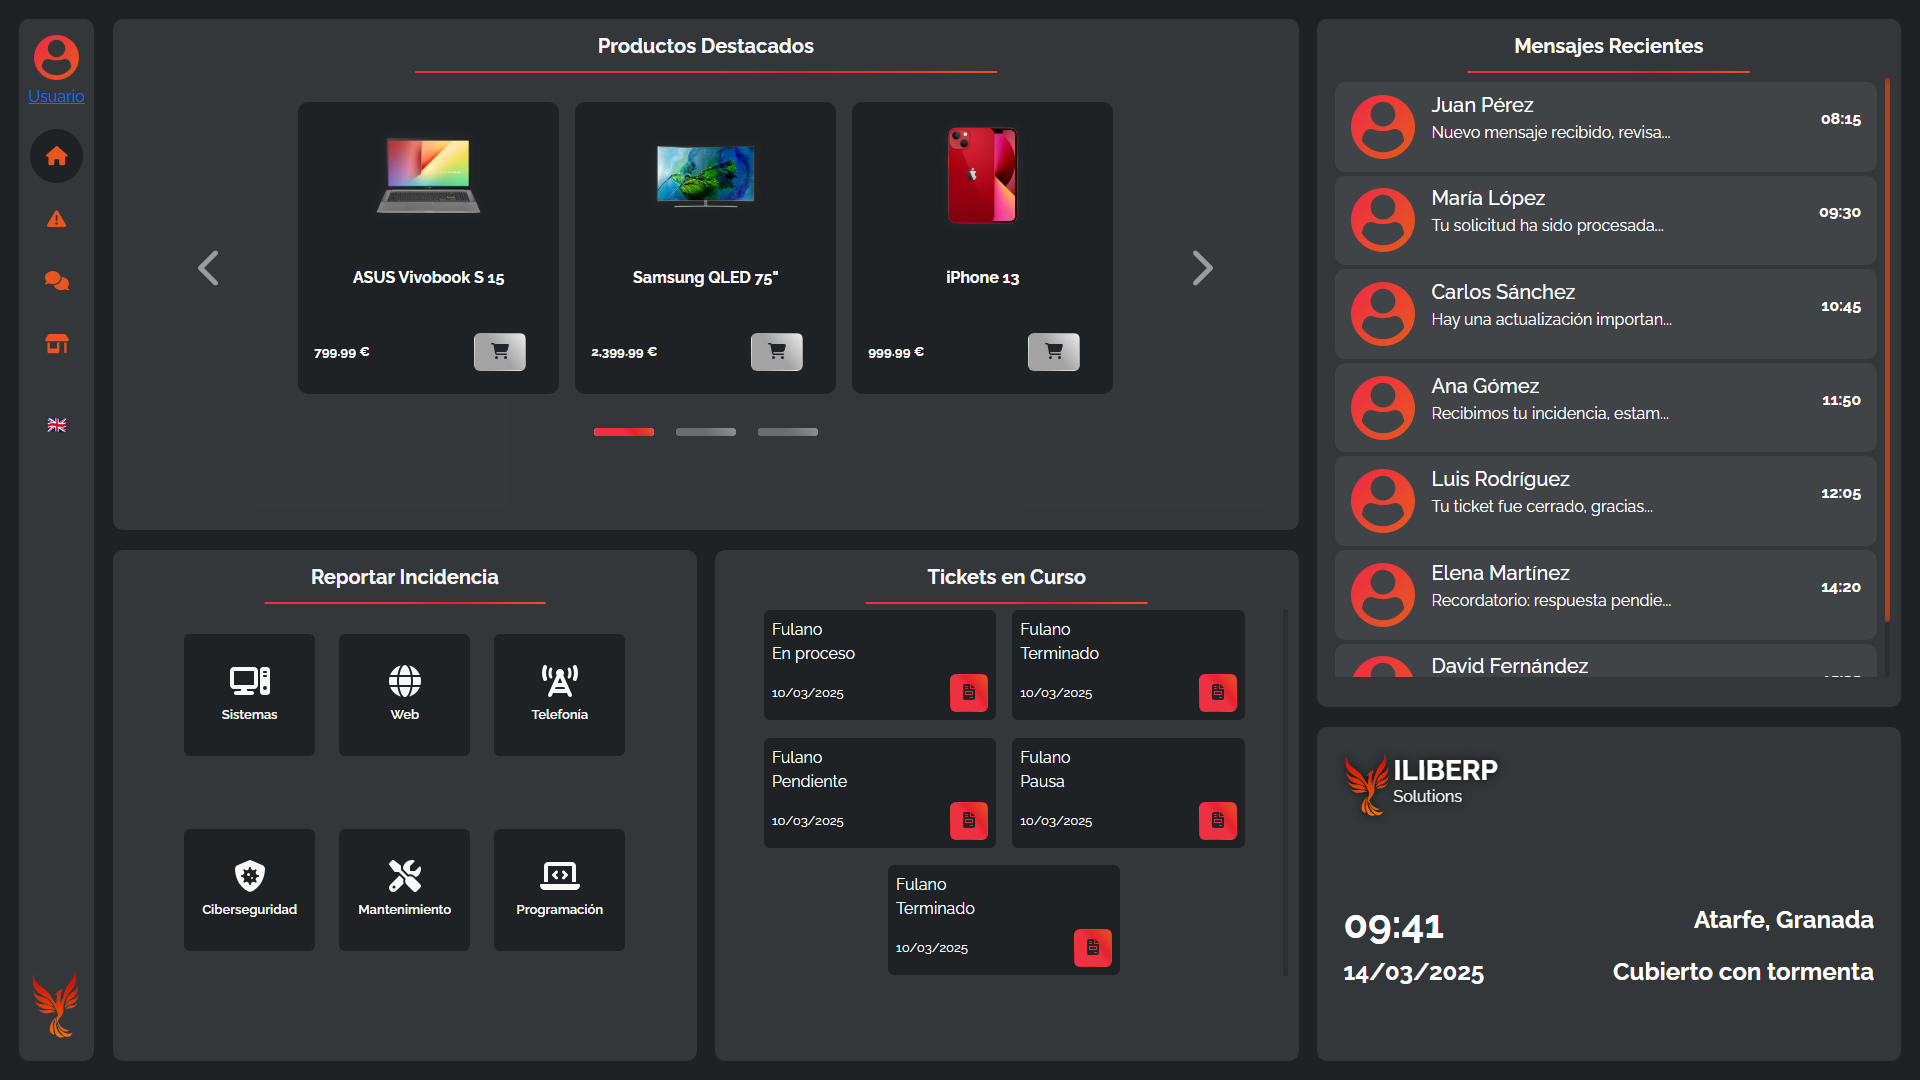 Usuario
Productos Destacados
ASUS Vivobook S 15
799.99 €
Samsung QLED 75"
2,399.99 €
iPhone 13
999.99 €
Reportar Incidencia
Sistemas
Web
Telefonía
Ciberseguridad
Mantenimiento
Programación
Tickets en Curso
Fulano
En proceso
10/03/2025
Fulano
Terminado
10/03/2025
Fulano
Pendiente
10/03/2025
Fulano
Pausa
10/03/2025
Fulano
Terminado
10/03/2025
Mensajes Recientes
Juan Pérez
Nuevo mensaje recibido, revisa...
08:15
María López
Tu solicitud ha sido procesada...
09:30
Carlos Sánchez
Hay una actualización importan...
10:45
Ana Gómez
Recibimos tu incidencia, estam...
11:50
Luis Rodríguez
Tu ticket fue cerrado, gracias...
12:05
Elena Martínez
Recordatorio: respuesta pendie...
14:20
David Fernández
ILIBERP
Solutions
09:41
14/03/2025
Atarfe, Granada
Cubierto con tormenta